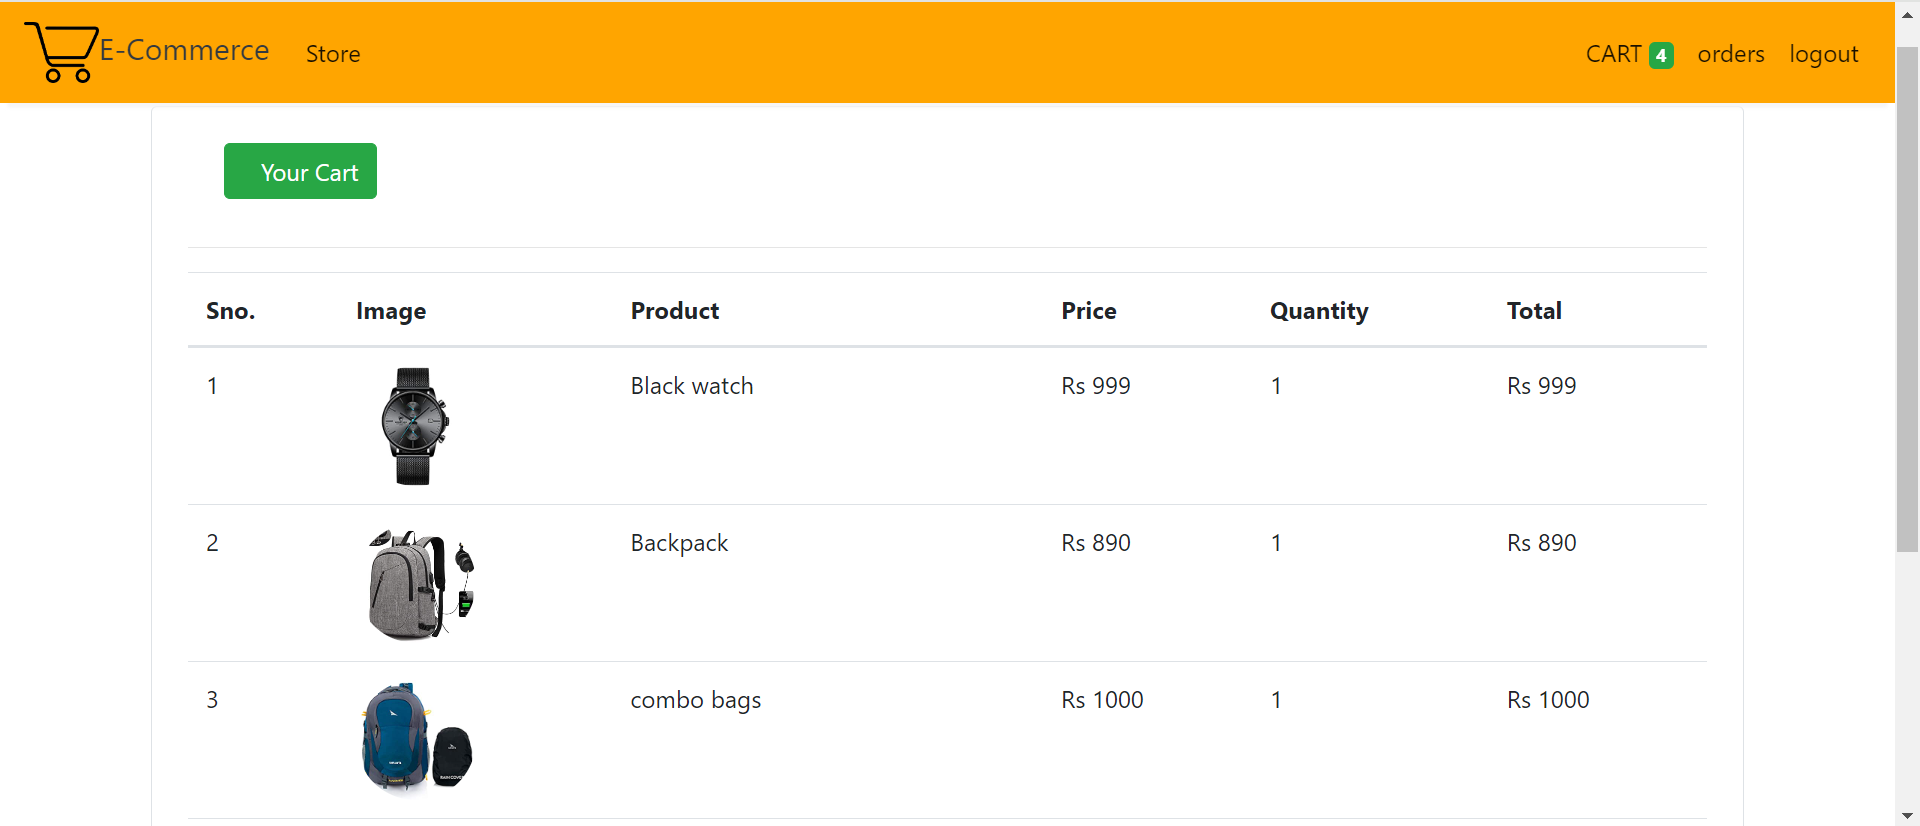 E-Commerce Store CART 4 orders logout
Your Cart
Sno. Image Product Price Quantity Total
1 Black watch Rs 999 1 Rs 999
2 Backpack Rs 890 1 Rs 890
3 combo bags Rs 1000 1 Rs 1000